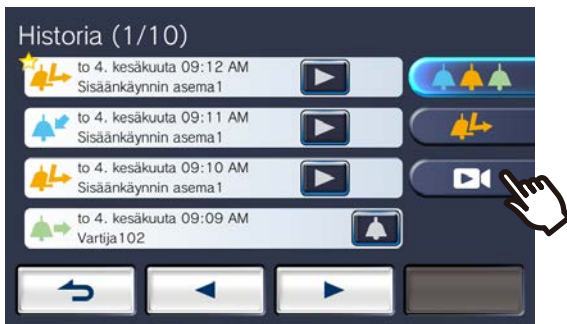 Historia (1/10)
to 4. kesäkuuta 09:12 AM
Sisäänkäynnin asema1
to 4. kesäkuuta 09:11 AM
Sisäänkäynnin asema1
to 4. kesäkuuta 09:10 AM
Sisäänkäynnin asema1
to 4. kesäkuuta 09:09 AM
Vartija102